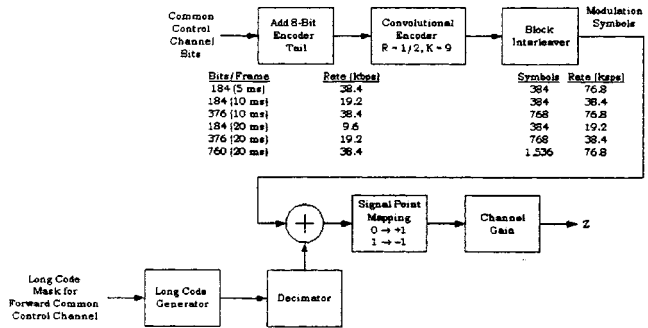 Common
Control
Channel
Bits
Add 8-Bit
Encoder
Tail
Convolutional
Encoder
R = 1/2, K = 9
Block
Interleaver
Modulation
Symbols
Bits/Frame Rate (kbps) Symbols Rate (ksps)
184 (5 ms) 38.4 384 76.8
184 (10 ms) 19.2 384 38.4
376 (10 ms) 38.4 768 76.8
184 (20 ms) 9.6 384 19.2
376 (20 ms) 19.2 768 38.4
760 (20 ms) 38.4 1,536 76.8
+
Signal Point
Mapping
0 → +1
1 → -1
Channel
Gain
Z
Long Code
Mask for
Forward Common
Control Channel
Long Code
Generator
Decimator